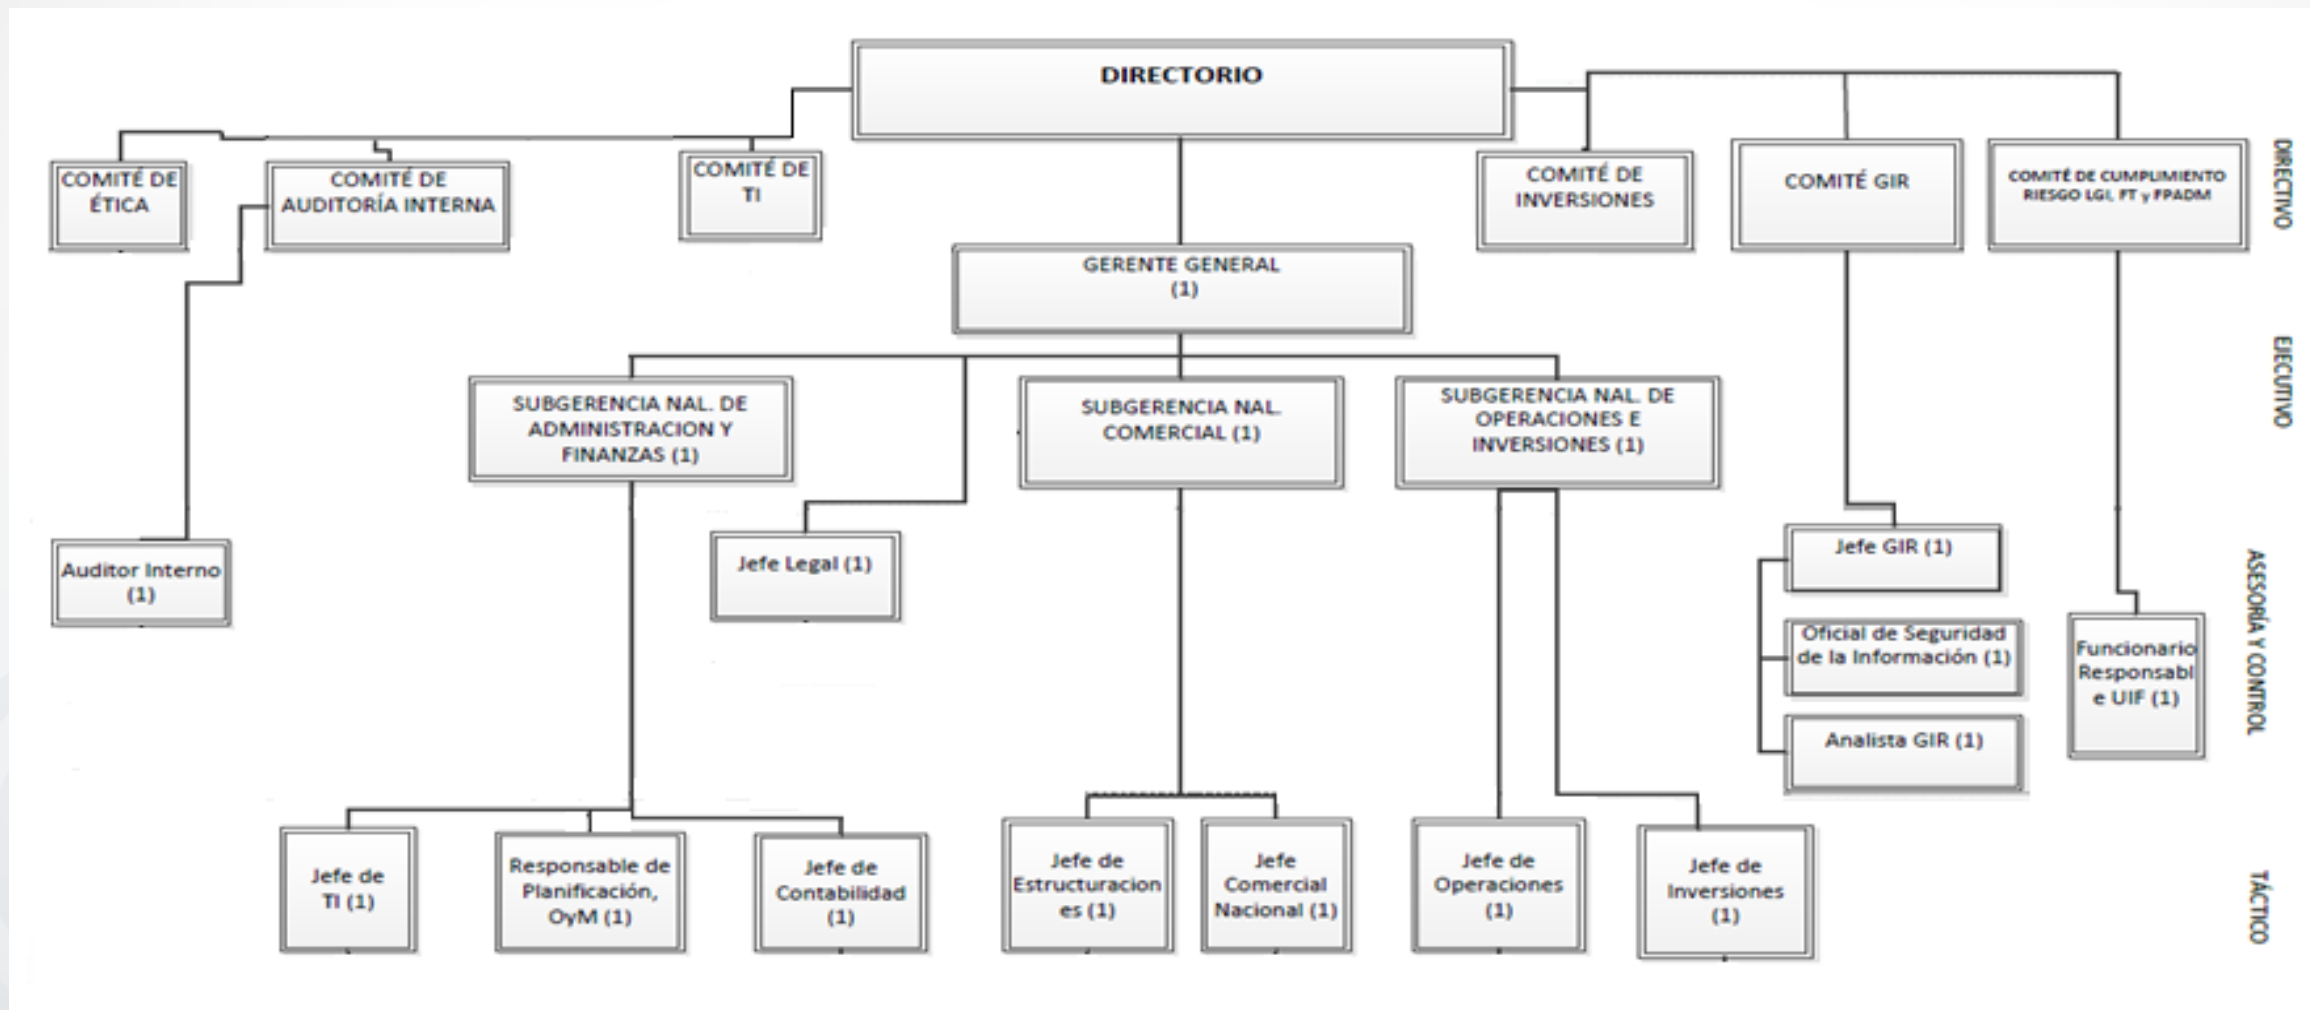 DIRECTORIO
COMITÉ DE
ÉTICA
COMITÉ DE
AUDITORÍA INTERNA
COMITÉ DE
TI
COMITÉ DE
INVERSIONES
COMITÉ GIR
COMITÉ DE CUMPLIMIENTO
RIESGO LGI, FT y FPADM
DIRECTIVO
GERENTE GENERAL
(1)
EJECUTIVO
SUBGERENCIA NAL. DE
ADMINISTRACION Y
FINANZAS (1)
SUBGERENCIA NAL.
COMERCIAL (1)
SUBGERENCIA NAL. DE
OPERACIONES E
INVERSIONES (1)
Auditor Interno
(1)
Jefe Legal (1)
Jefe GIR (1)
Oficial de Seguridad
de la Información (1)
Analista GIR (1)
Funcionario
Responsabl
e UIF (1)
ASESORÍA Y CONTROL
Jefe de
TI (1)
Responsable de
Planificación,
OyM (1)
Jefe de
Contabilidad
(1)
Jefe de
Estructuracion
es (1)
Jefe
Comercial
Nacional (1)
Jefe de
Operaciones
(1)
Jefe de
Inversiones
(1)
TÁCTICO